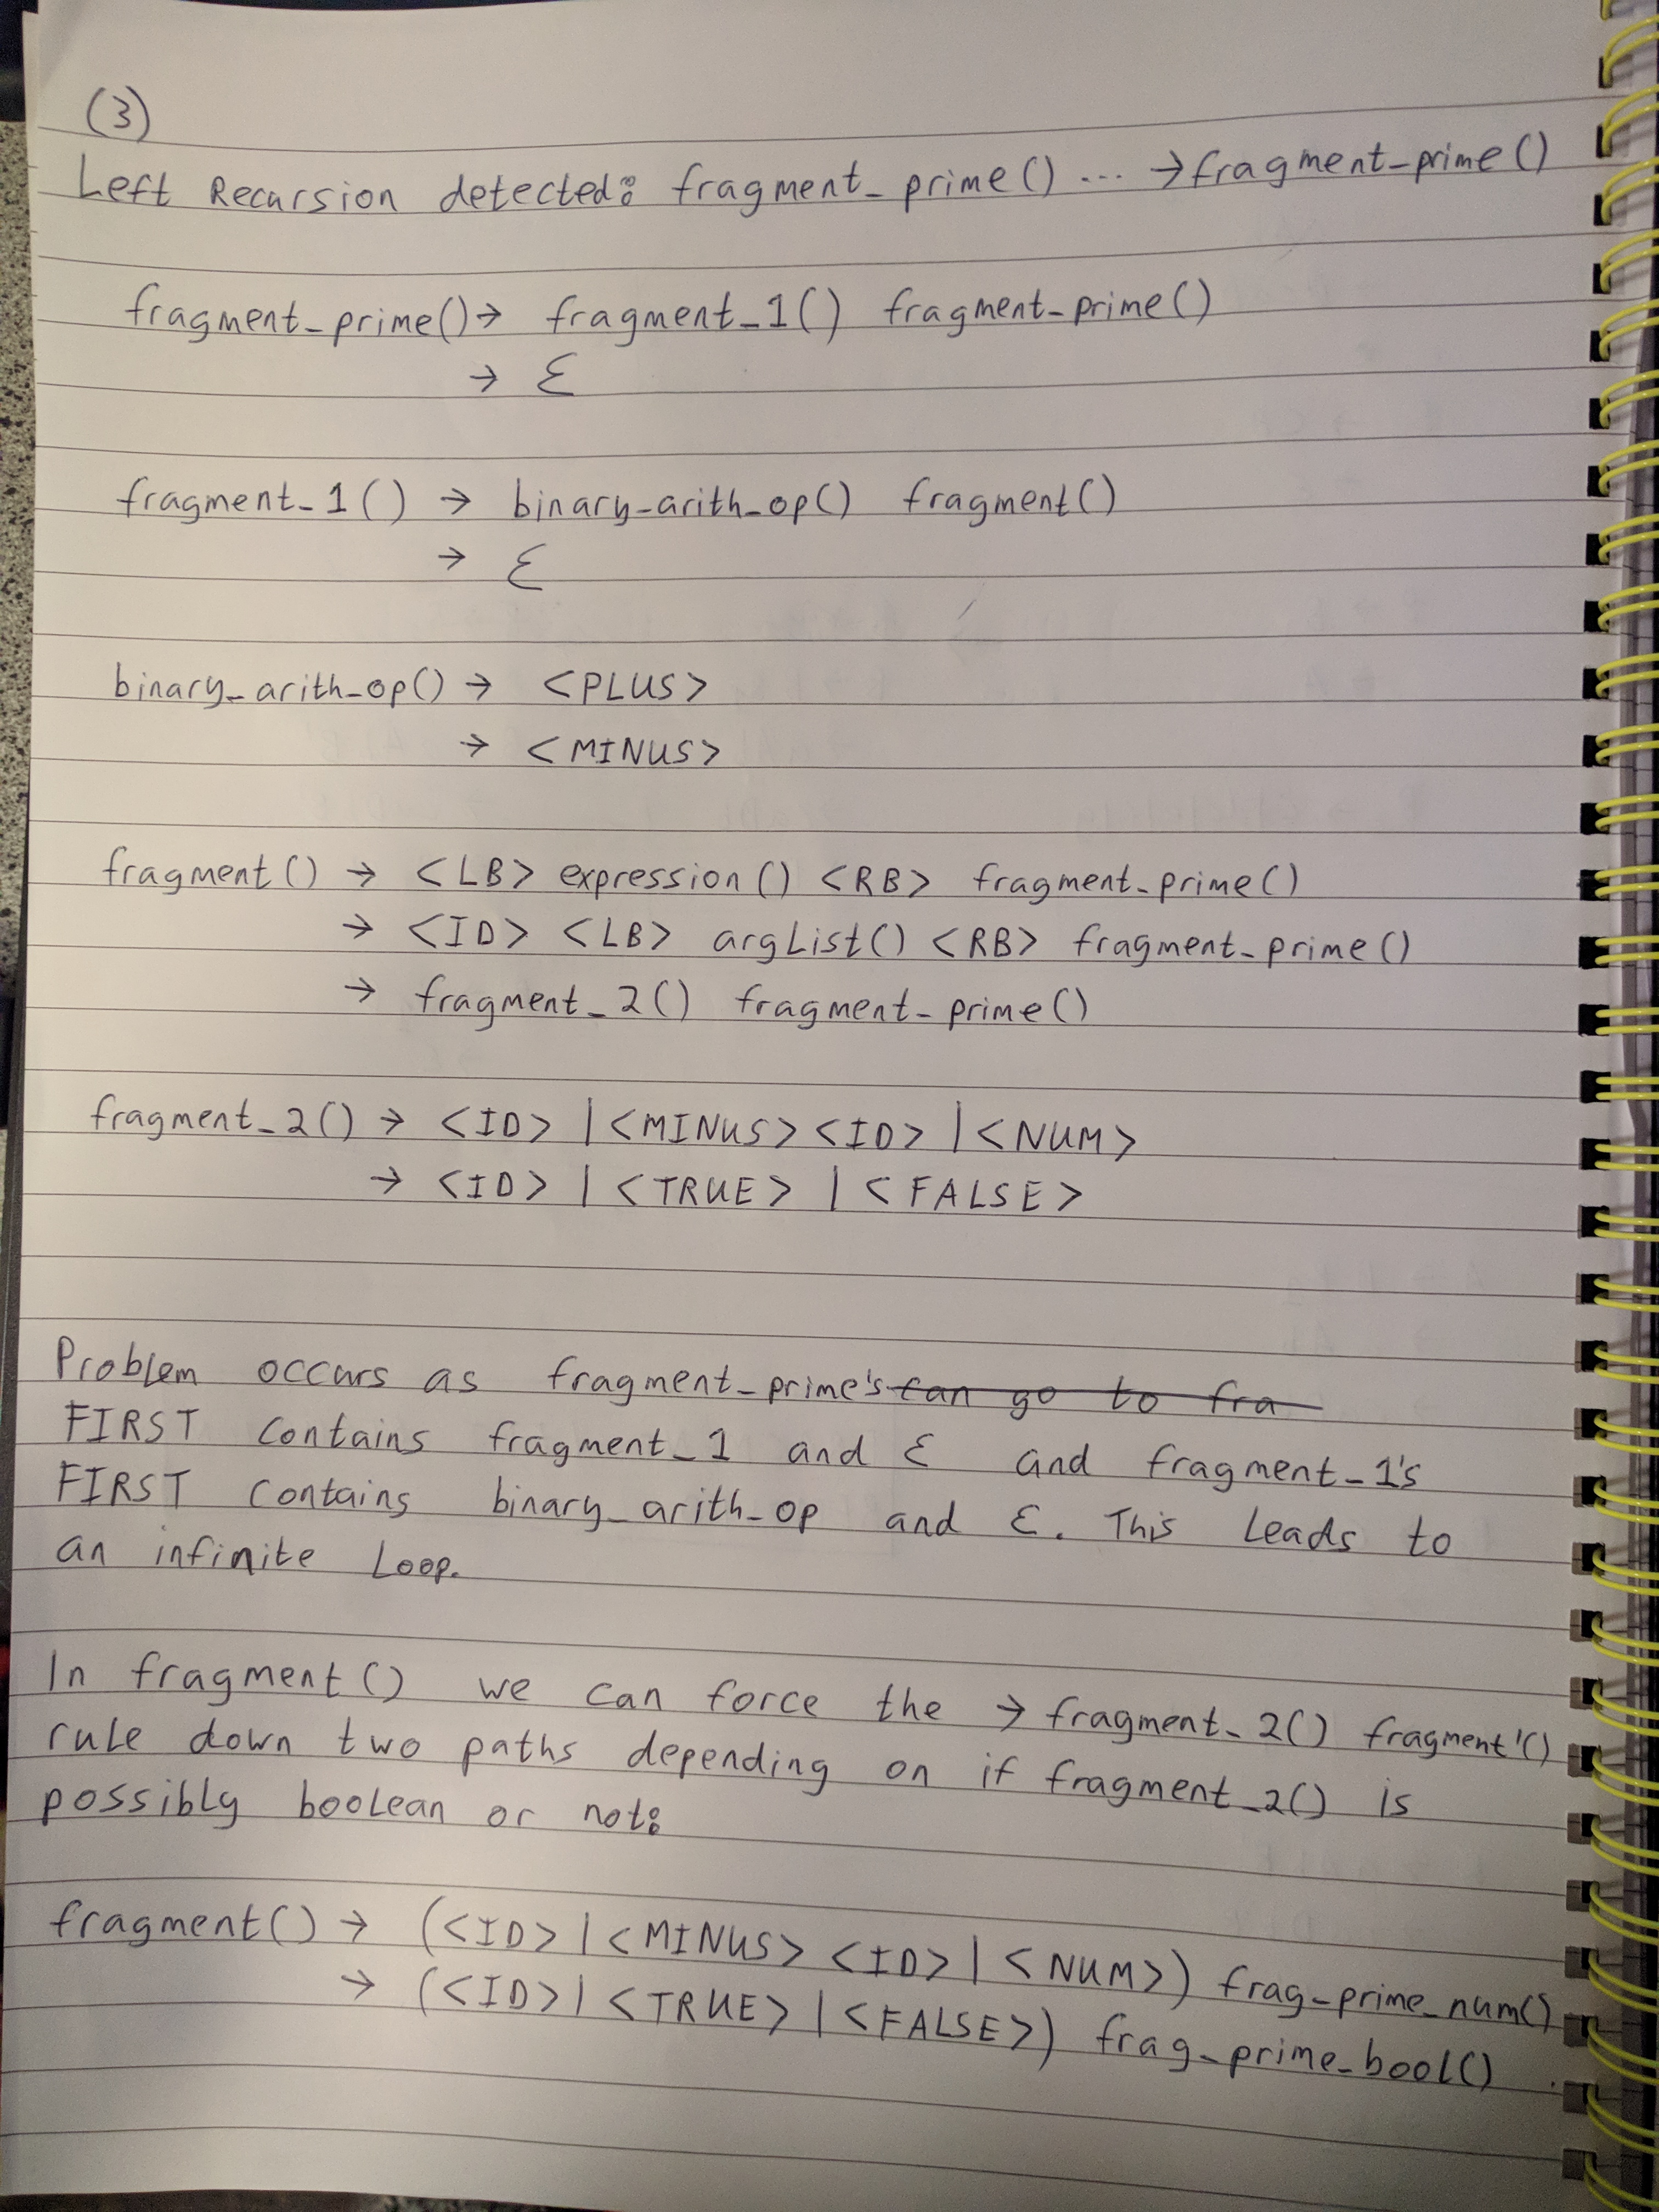 (3)
Left Recursion detected: fragment_prime() ... → fragment_prime()
fragment_prime() → fragment_1() fragment_prime()
→ ε
fragment_1() → binary_arith_op() fragment()
→ ε
binary_arith_op() → <PLUS>
→ <MINUS>
fragment() → <LB> expression() <RB> fragment_prime()
→ <ID> <LB> argList() <RB> fragment_prime()
→ fragment_2() fragment_prime()
fragment_2() → <ID> | <MINUS> <ID> | <NUM>
→ <ID> | <TRUE> | <FALSE>
Problem occurs as fragment_prime's can go to fra
FIRST contains fragment_1 and ε and fragment_1's
FIRST contains binary_arith_op and ε. This leads to
an infinite loop.
In fragment() we can force the → fragment_2() fragment'()
rule down two paths depending on if fragment_2() is
possibly boolean or not:
fragment() → (<ID> | <MINUS> <ID> | <NUM>) frag_prime_num()
→ (<ID> | <TRUE> | <FALSE>) frag_prime_bool()